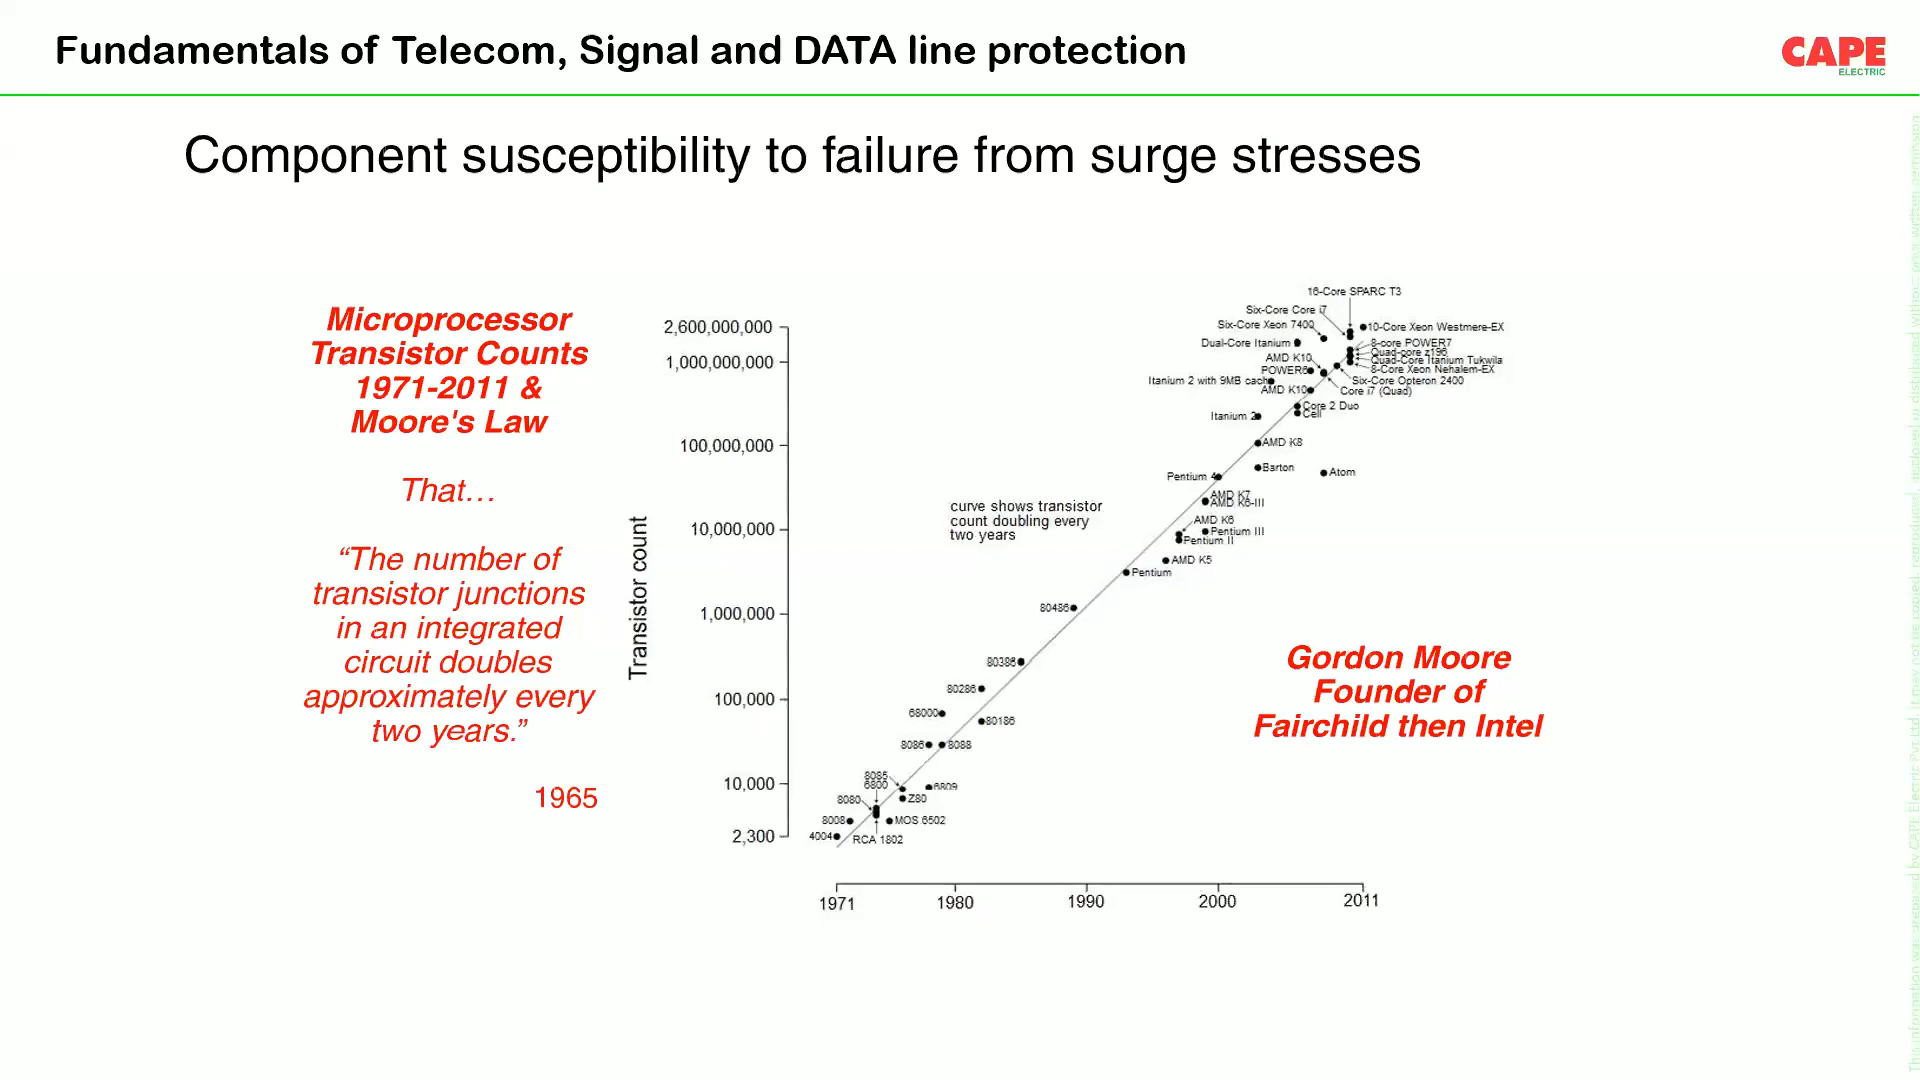 Fundamentals of Telecom, Signal and DATA line protection
CAPE
ELECTRIC
Component susceptibility to failure from surge stresses
Microprocessor
Transistor Counts
1971-2011 &
Moore's Law
That…
“The number of
transistor junctions
in an integrated
circuit doubles
approximately every
two years.”
1965
Transistor count
2,600,000,000
1,000,000,000
100,000,000
10,000,000
1,000,000
100,000
10,000
2,300
curve shows transistor
count doubling every
two years
16-Core SPARC T3
Six-Core Core i7
Six-Core Xeon 7400
10-Core Xeon Westmere-EX
Dual-Core Itanium
8-core POWER7
Quad-core z196
Quad-Core Itanium Tukwila
AMD K10
POWER6
8-Core Xeon Nehalem-EX
Itanium 2 with 9MB cache
Six-Core Opteron 2400
AMD K10
Core i7 (Quad)
Core 2 Duo
Cell
Itanium 2
AMD K8
Barton
Atom
Pentium 4
AMD K7
AMD K6-III
AMD K6
Pentium III
Pentium II
AMD K5
Pentium
80486
80386
80286
68000
80186
8086
8088
8085
6800
6809
8080
Z80
8008
MOS 6502
4004
RCA 1802
1971
1980
1990
2000
2011
Gordon Moore
Founder of
Fairchild then Intel